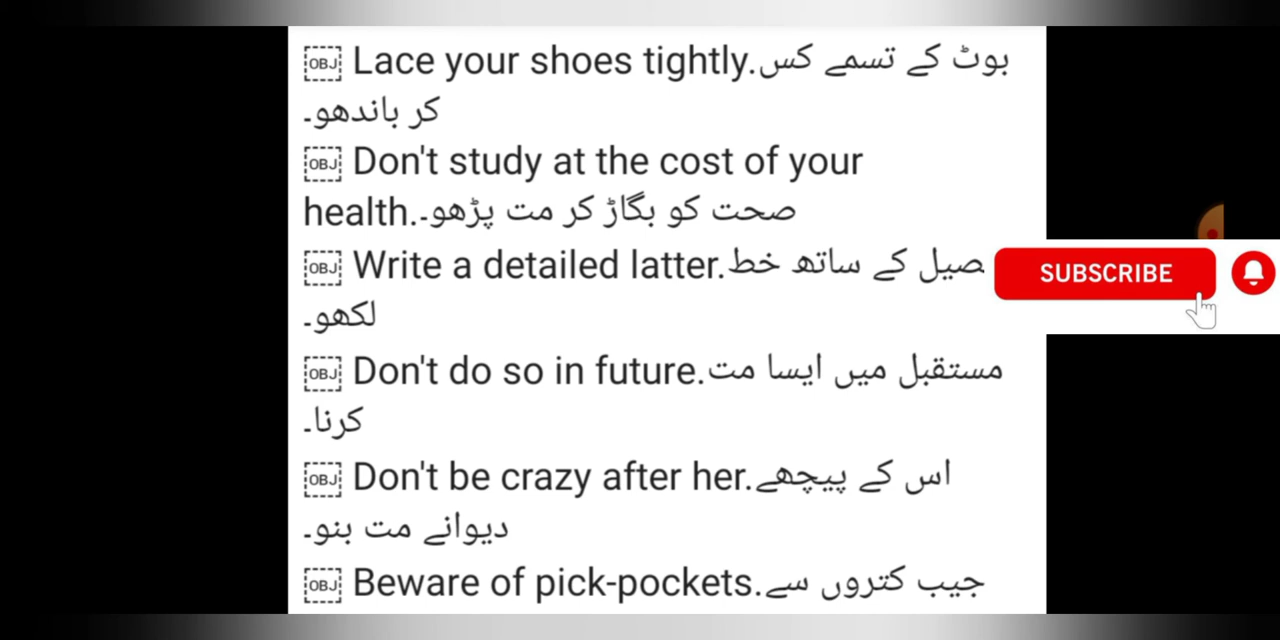 Lace your shoes tightly.بوٹ کے تسمے کس
کر باندھو۔
Don't study at the cost of your
health.صحت کو بگاڑ کر مت پڑھو۔
Write a detailed latter.صیل کے ساتھ خط
لکھو۔
SUBSCRIBE
Don't do so in future.مستقبل میں ایسا مت
کرنا۔
Don't be crazy after her.اس کے پیچھے
دیوانے مت بنو۔
Beware of pick-pockets.جیب کتروں سے